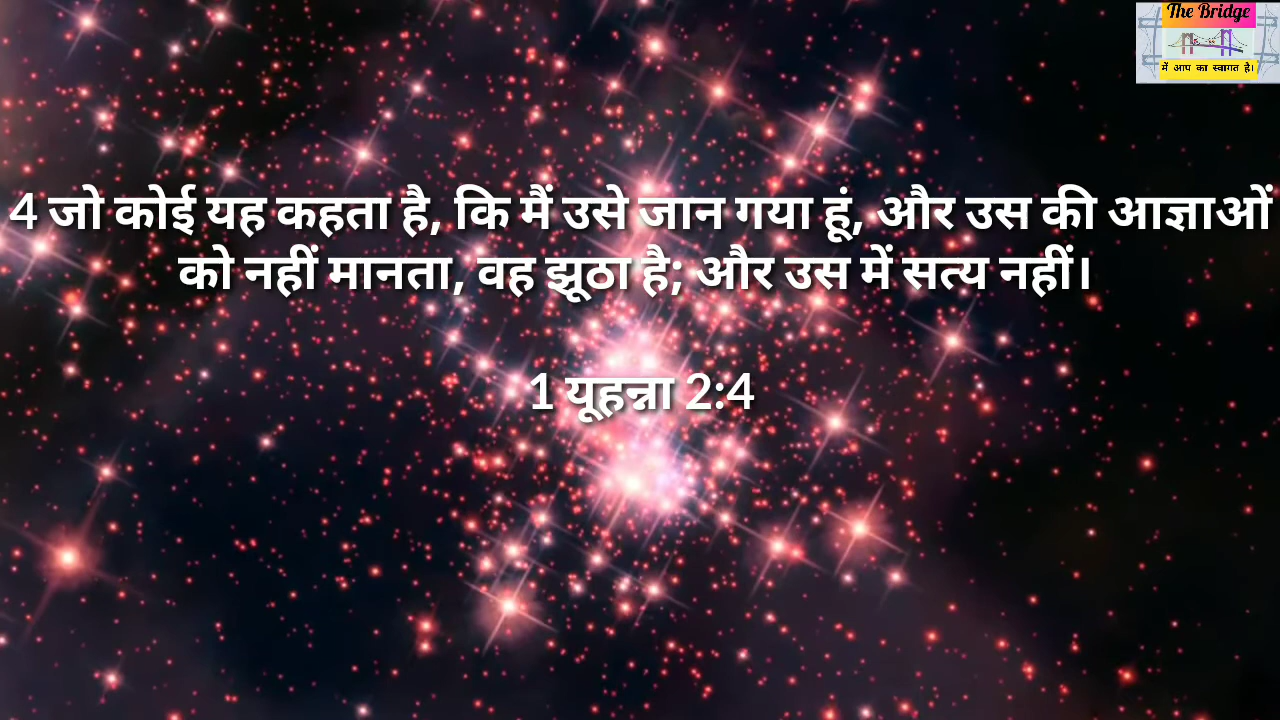 The Bridge
में आप का स्वागत है।
4 जो कोई यह कहता है, कि मैं उसे जान गया हूं, और उस की आज्ञाओं
को नहीं मानता, वह झूठा है; और उस में सत्य नहीं।
1 यूहन्ना 2:4